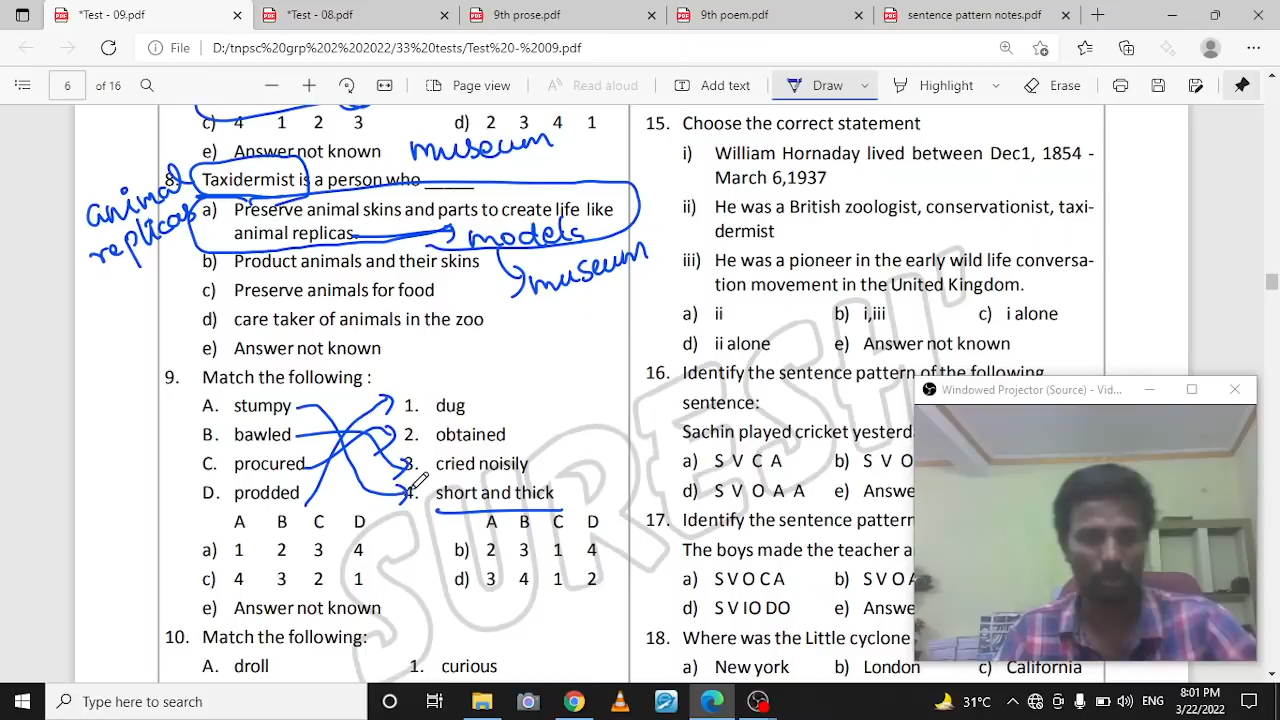 *Test - 09.pdf
*Test - 08.pdf
9th prose.pdf
9th poem.pdf
sentence pattern notes.pdf
File
D:/tnpsc%20grp%202%202022/33%20tests/Test%20-%2009.pdf
6
of 16
Page view
Read aloud
Add text
Draw
Highlight
Erase
c) 4 1 2 3 d) 2 3 4 1
e) Answer not known
museum
8. Taxidermist is a person who _____
animal
replicas
a) Preserve animal skins and parts to create life like
animal replicas
models
museum
b) Product animals and their skins
c) Preserve animals for food
d) care taker of animals in the zoo
e) Answer not known
9. Match the following :
A. stumpy 1. dug
B. bawled 2. obtained
C. procured 3. cried noisily
D. prodded 4. short and thick
A B C D A B C D
a) 1 2 3 4 b) 2 3 1 4
c) 4 3 2 1 d) 3 4 1 2
e) Answer not known
10. Match the following:
A. droll 1. curious
15. Choose the correct statement
i) William Hornaday lived between Dec1, 1854 -
March 6,1937
ii) He was a British zoologist, conservationist, taxi-
dermist
iii) He was a pioneer in the early wild life conversa-
tion movement in the United Kingdom.
a) ii b) i,iii c) i alone
d) ii alone e) Answer not known
16. Identify the sentence pattern of the following
sentence:
Sachin played cricket yesterd
a) S V C A b) S V O
d) S V O A A e) Answe
17. Identify the sentence pattern
The boys made the teacher a
a) S V O C A b) S V O A
d) S V IO DO e) Answe
18. Where was the Little cyclone
a) New york b) London c) California
SURESH'
Windowed Projector (Source) - Vid...
Type here to search
31°C
ENG
8:01 PM
3/22/2022